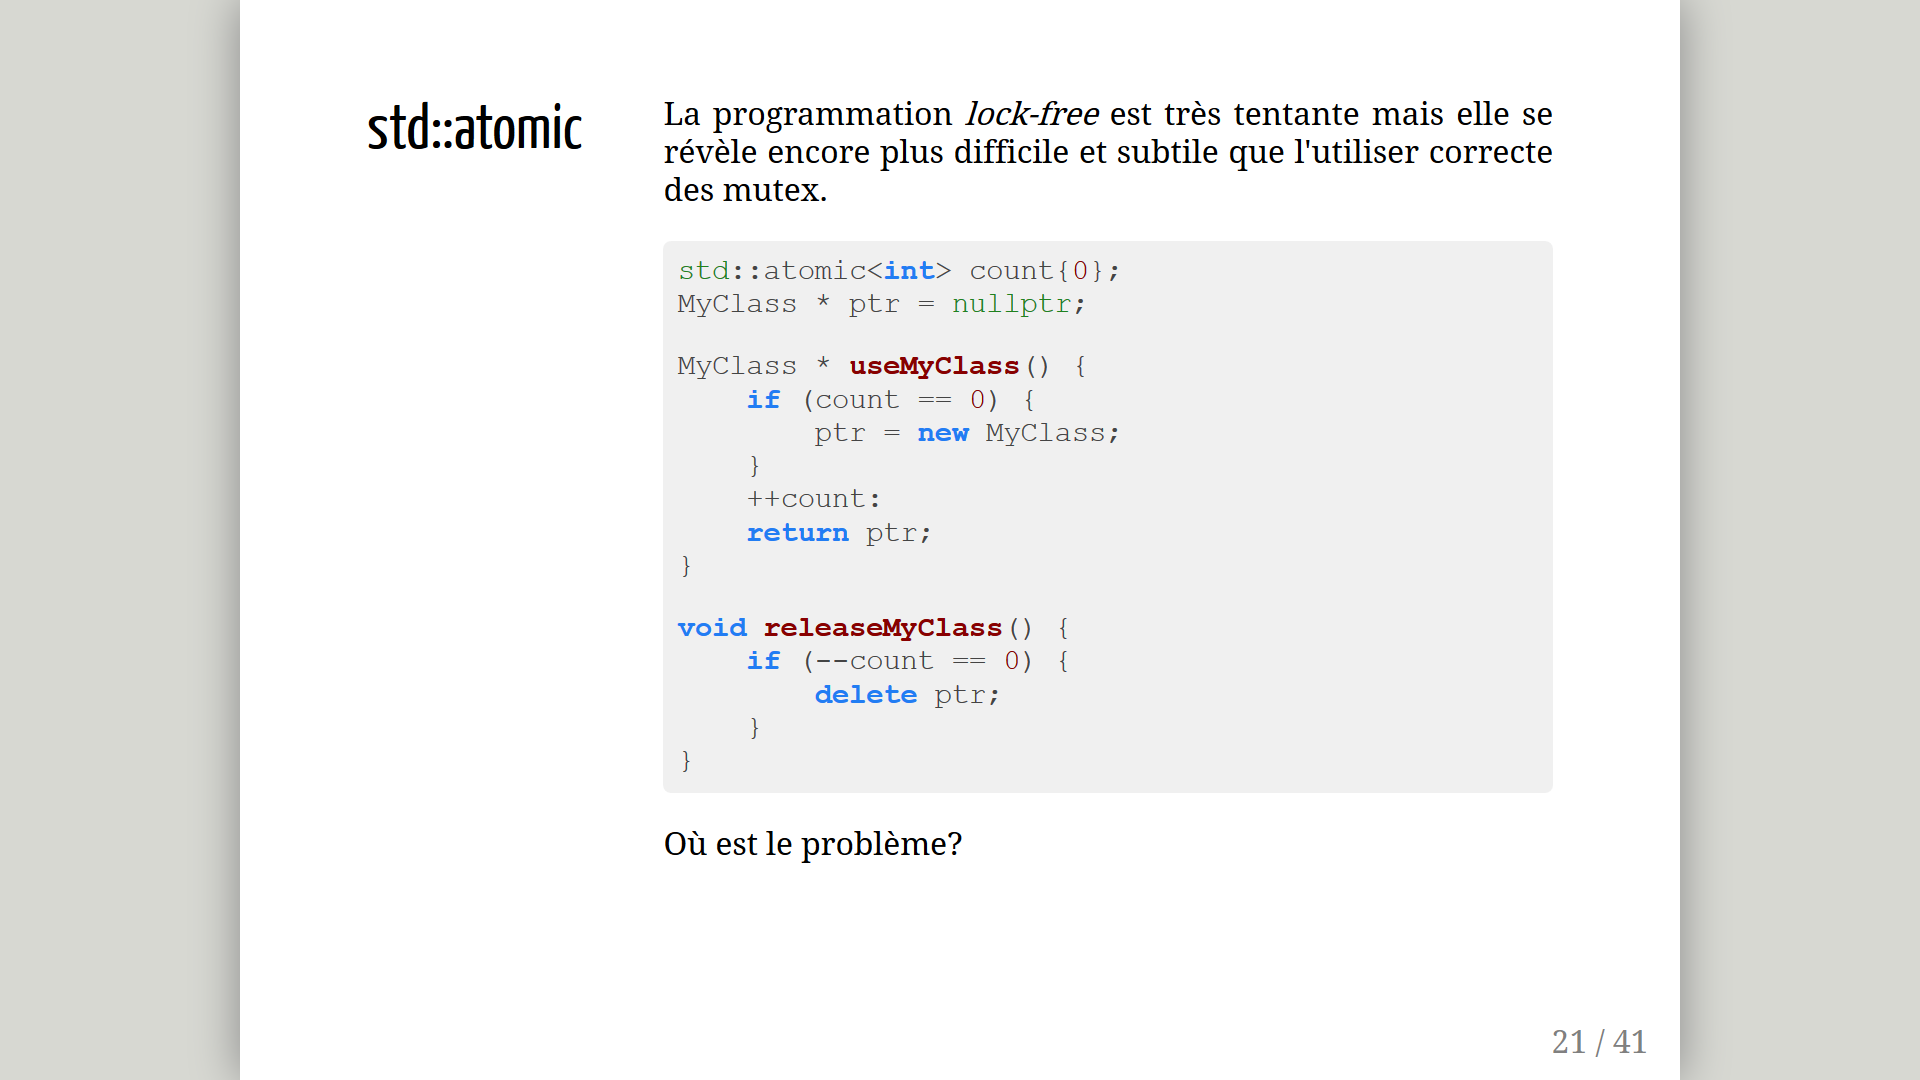 std::atomic
La programmation lock-free est très tentante mais elle se
révèle encore plus difficile et subtile que l'utiliser correcte
des mutex.
std::atomic<int> count{0};
MyClass * ptr = nullptr;
MyClass * useMyClass() {
    if (count == 0) {
        ptr = new MyClass;
    }
    ++count:
    return ptr;
}
void releaseMyClass() {
    if (--count == 0) {
        delete ptr;
    }
}
Où est le problème?
21 / 41